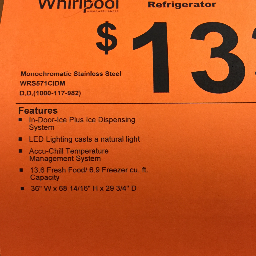 Whirlpool Refrigerator
$ 13
Monochromatic Stainless Steel
WRS571CIDM
D,D,(1000-117-982)
Features
In-Door-Ice Plus Ice Dispensing
System
LED Lighting casts a natural light
Accu-Chill Temperature
Management System
13.6 Fresh Food/ 6.9 Freezer cu. ft.
Capacity
36" W x 68 14/16" H x 29 3/4" D